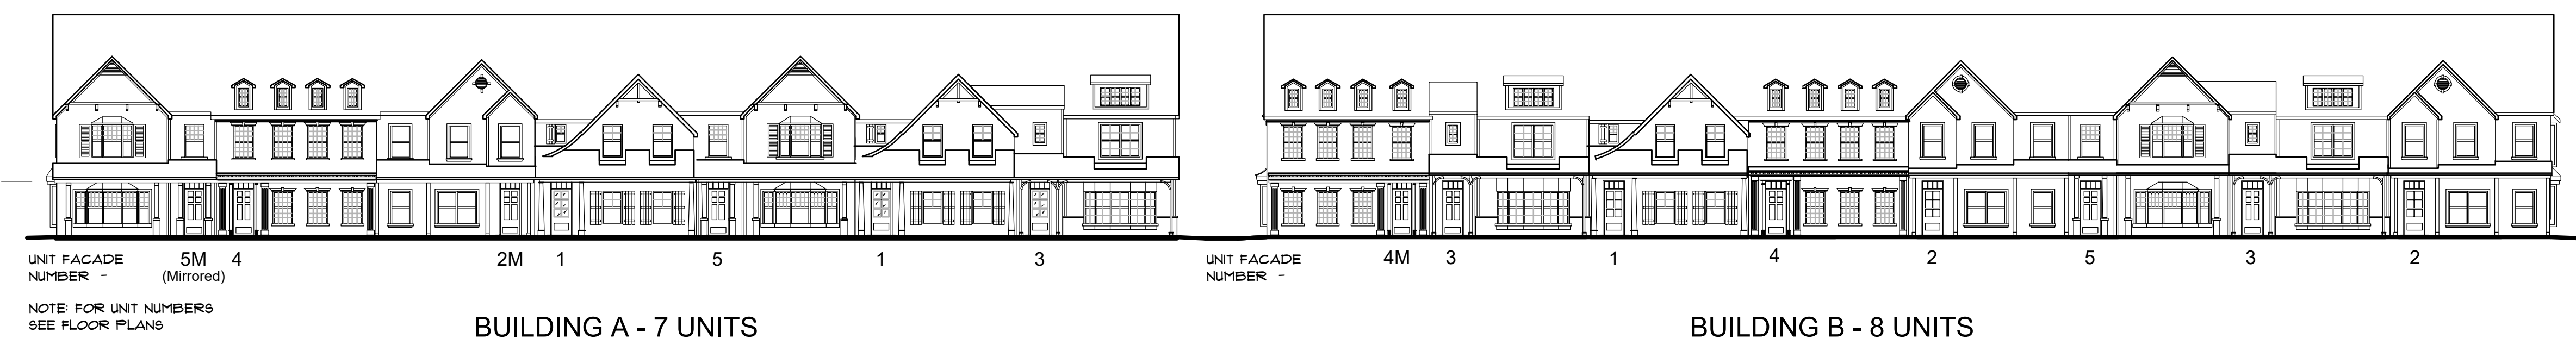 UNIT FACADE NUMBER -
5M (Mirrored) 4 2M 1 5 1 3
NOTE: FOR UNIT NUMBERS
SEE FLOOR PLANS
BUILDING A - 7 UNITS
UNIT FACADE NUMBER -
4M 3 1 4 2 5 3 2
BUILDING B - 8 UNITS